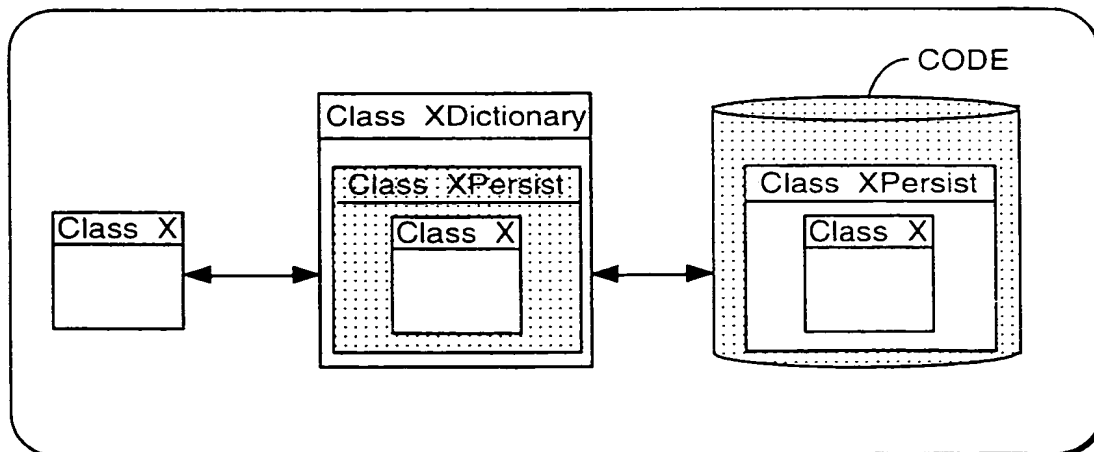 CODE
Class XDictionary
Class XPersist
Class XPersist
Class X
Class X
Class X